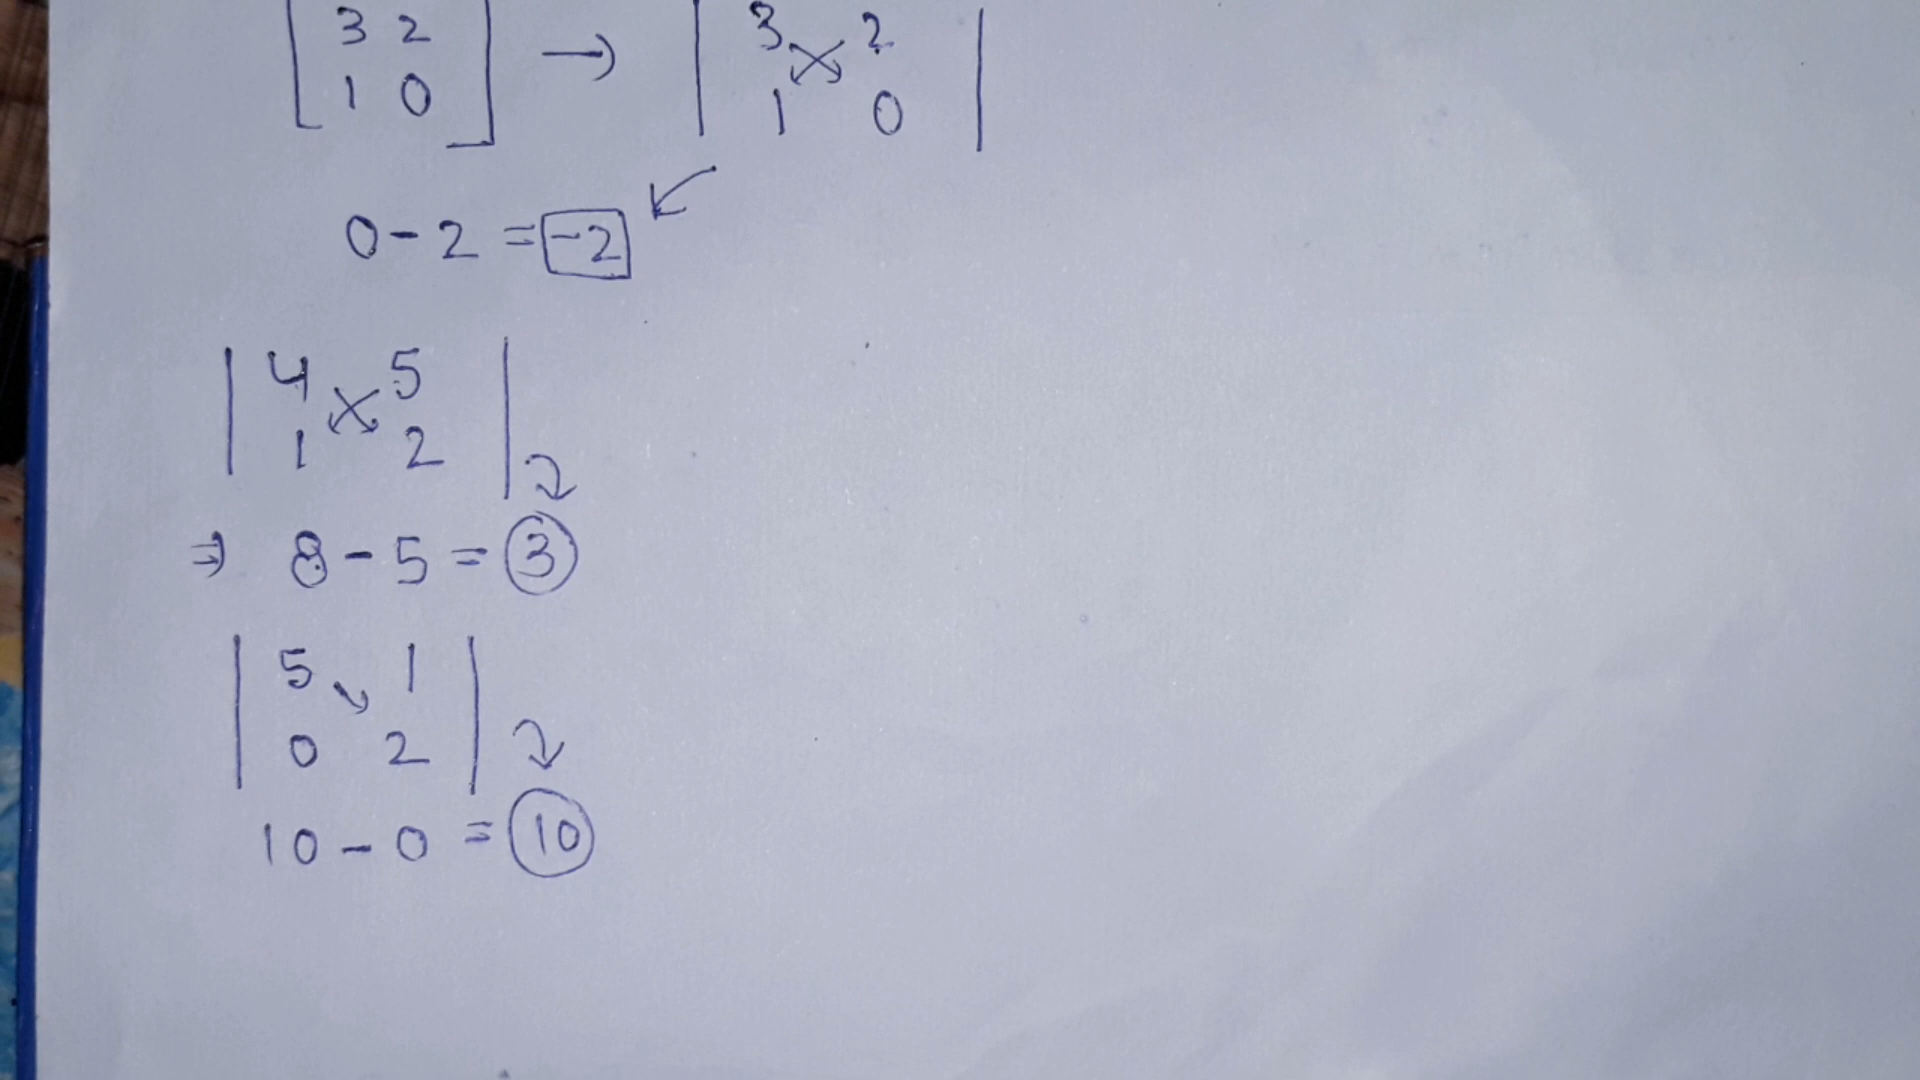 [ 3 2 → | 3 2 |
1 0 ] | 1 0 |
0 - 2 = -2 ↙
| 4 5 |
| 1 2 |
⇒ 8 - 5 = 3
| 5 1 |
| 0 2 |
10 - 0 = 10